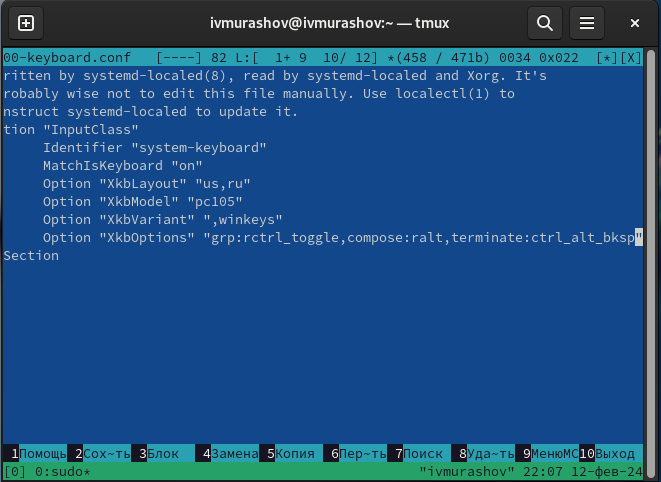 ivmurashov@ivmurashov:~ — tmux
00-keyboard.conf [----] 82 L:[ 1+ 9 10/ 12] *(458 / 471b) 0034 0x022 [*][X]
ritten by systemd-localed(8), read by systemd-localed and Xorg. It's
robably wise not to edit this file manually. Use localectl(1) to
nstruct systemd-localed to update it.
tion "InputClass"
Identifier "system-keyboard"
MatchIsKeyboard "on"
Option "XkbLayout" "us,ru"
Option "XkbModel" "pc105"
Option "XkbVariant" ",winkeys"
Option "XkbOptions" "grp:rctrl_toggle,compose:ralt,terminate:ctrl_alt_bksp"
Section
1Помощь 2Сох~ть 3Блок 4Замена 5Копия 6Пер~ть 7Поиск 8Уда~ть 9МенюMC 10Выход
[0] 0:sudo* "ivmurashov" 22:07 12-фев-24